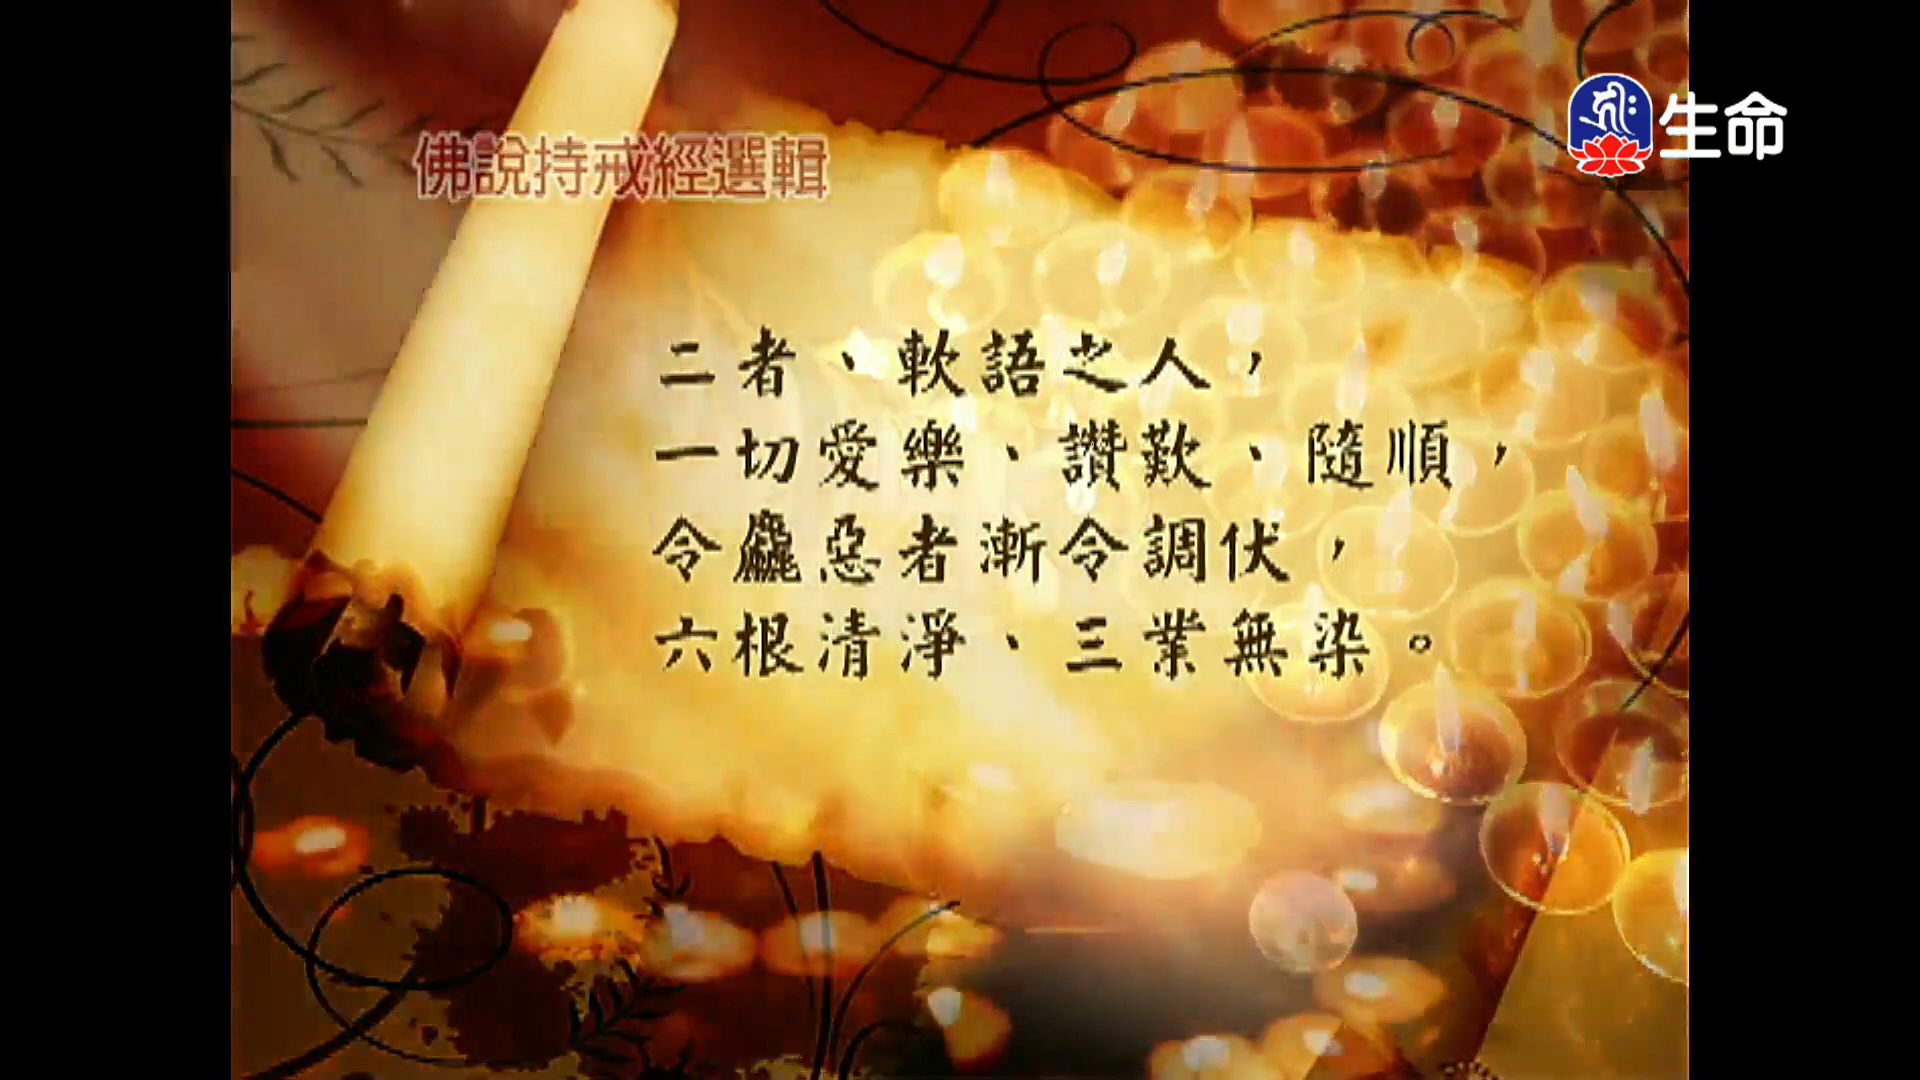 佛說持戒經選輯
生命
二者、軟語之人，
一切愛樂、讚歎、隨順，
令麤惡者漸令調伏，
六根清淨、三業無染。